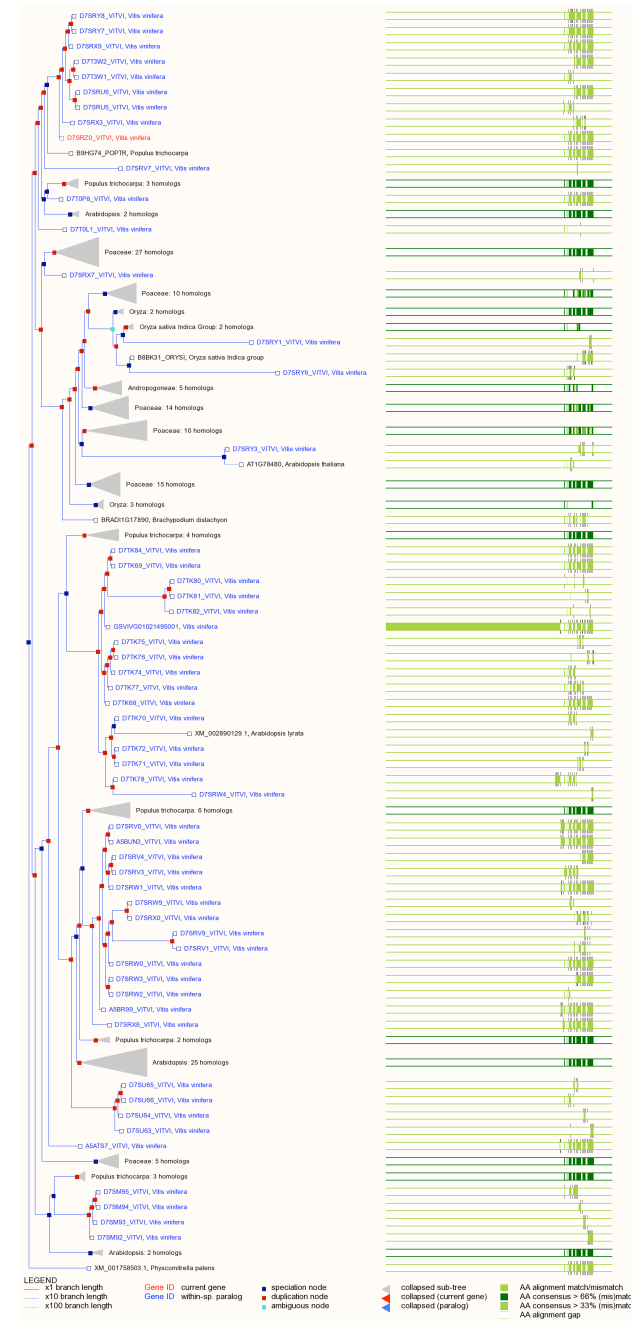 D7SRY8_VITVI, Vitis vinifera
D7SRY7_VITVI, Vitis vinifera
D7SRX9_VITVI, Vitis vinifera
D7T3W2_VITVI, Vitis vinifera
D7T3W1_VITVI, Vitis vinifera
D7SRU6_VITVI, Vitis vinifera
D7SRU5_VITVI, Vitis vinifera
D7SRX3_VITVI, Vitis vinifera
D7SRZ0_VITVI, Vitis vinifera
B9HG74_POPTR, Populus trichocarpa
D7SRV7_VITVI, Vitis vinifera
Populus trichocarpa: 3 homologs
D7T0P8_VITVI, Vitis vinifera
Arabidopsis: 2 homologs
D7T0L1_VITVI, Vitis vinifera
Poaceae: 27 homologs
D7SRX7_VITVI, Vitis vinifera
Poaceae: 10 homologs
Oryza: 2 homologs
Oryza sativa Indica Group: 2 homologs
D7SRY1_VITVI, Vitis vinifera
B8BK31_ORYSI, Oryza sativa Indica group
D7SRY6_VITVI, Vitis vinifera
Andropogoneae: 5 homologs
Poaceae: 14 homologs
Poaceae: 10 homologs
D7SRY3_VITVI, Vitis vinifera
AT1G78480, Arabidopsis thaliana
Poaceae: 15 homologs
Oryza: 3 homologs
BRADI1G17890, Brachypodium distachyon
Populus trichocarpa: 4 homologs
D7TK84_VITVI, Vitis vinifera
D7TK69_VITVI, Vitis vinifera
D7TK80_VITVI, Vitis vinifera
D7TK81_VITVI, Vitis vinifera
D7TK82_VITVI, Vitis vinifera
GSVIVG01021495001, Vitis vinifera
D7TK75_VITVI, Vitis vinifera
D7TK76_VITVI, Vitis vinifera
D7TK74_VITVI, Vitis vinifera
D7TK77_VITVI, Vitis vinifera
D7TK68_VITVI, Vitis vinifera
D7TK70_VITVI, Vitis vinifera
XM_002890129.1, Arabidopsis lyrata
D7TK72_VITVI, Vitis vinifera
D7TK71_VITVI, Vitis vinifera
D7TK78_VITVI, Vitis vinifera
D7SRW4_VITVI, Vitis vinifera
Populus trichocarpa: 6 homologs
D7SRV0_VITVI, Vitis vinifera
A5BUN3_VITVI, Vitis vinifera
D7SRV4_VITVI, Vitis vinifera
D7SRV3_VITVI, Vitis vinifera
D7SRW1_VITVI, Vitis vinifera
D7SRW9_VITVI, Vitis vinifera
D7SRX0_VITVI, Vitis vinifera
D7SRV9_VITVI, Vitis vinifera
D7SRV1_VITVI, Vitis vinifera
D7SRW0_VITVI, Vitis vinifera
D7SRW3_VITVI, Vitis vinifera
D7SRW2_VITVI, Vitis vinifera
A5BR99_VITVI, Vitis vinifera
D7SRX6_VITVI, Vitis vinifera
Populus trichocarpa: 2 homologs
Arabidopsis: 25 homologs
D7SU65_VITVI, Vitis vinifera
D7SU66_VITVI, Vitis vinifera
D7SU64_VITVI, Vitis vinifera
D7SU63_VITVI, Vitis vinifera
A5ATS7_VITVI, Vitis vinifera
Poaceae: 5 homologs
Populus trichocarpa: 3 homologs
D7SM95_VITVI, Vitis vinifera
D7SM94_VITVI, Vitis vinifera
D7SM93_VITVI, Vitis vinifera
D7SM92_VITVI, Vitis vinifera
Arabidopsis: 2 homologs
XM_001758503.1, Physcomitrella patens
LEGEND
x1 branch length
x10 branch length
x100 branch length
Gene ID current gene
Gene ID within-sp. paralog
speciation node
duplication node
ambiguous node
collapsed sub-tree
collapsed (current gene)
collapsed (paralog)
AA alignment match/mismatch
AA consensus > 66% (mis)matc
AA consensus > 33% (mis)matc
AA alignment gap